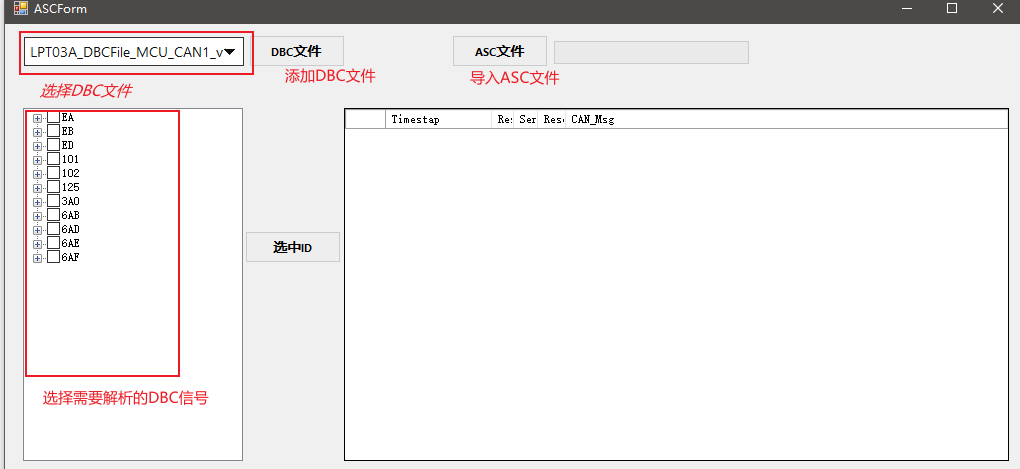 ASCForm
LPT03A_DBCFile_MCU_CAN1_v
DBC文件
ASC文件
选择DBC文件
添加DBC文件
导入ASC文件
EA
EB
ED
101
102
125
3A0
6AB
6AD
6AE
6AF
选择需要解析的DBC信号
选中ID
Timestap
Re
Ser
Res
CAN_Msg